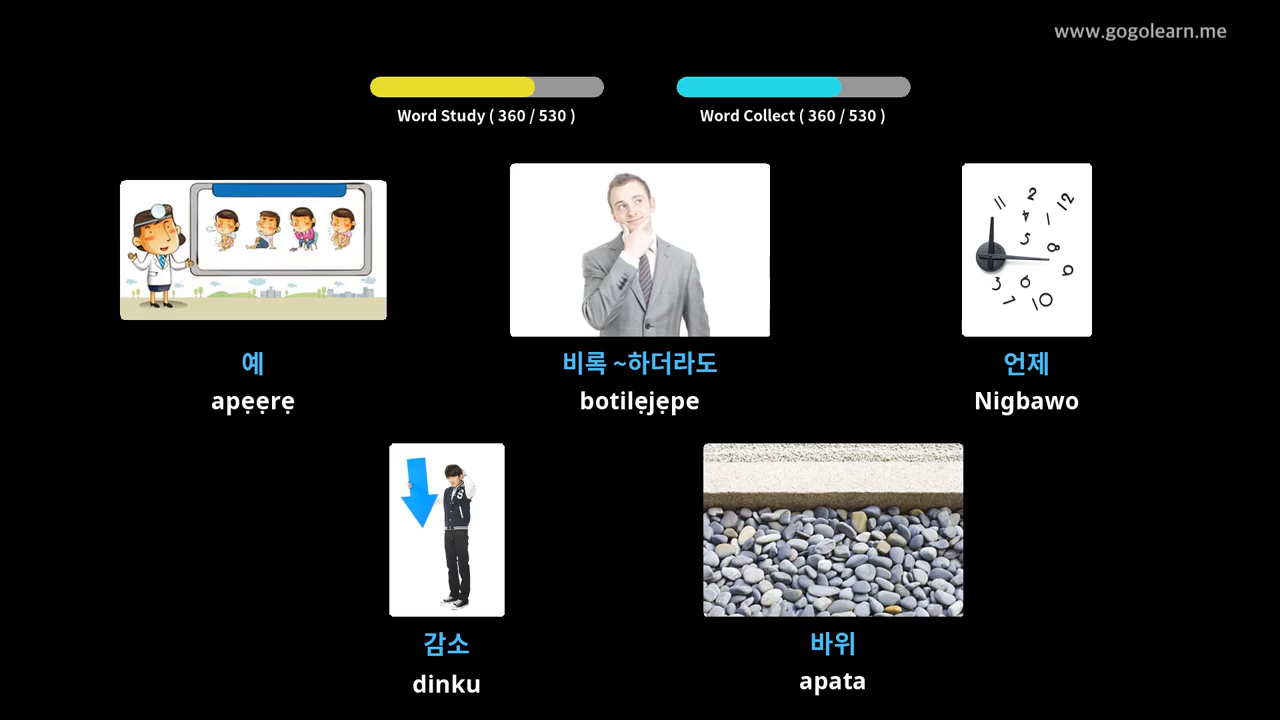 www.gogolearn.me
Word Study ( 360 / 530 )
Word Collect ( 360 / 530 )
예
apẹẹrẹ
비록 ~하더라도
botilẹjẹpe
언제
Nigbawo
감소
dinku
바위
apata